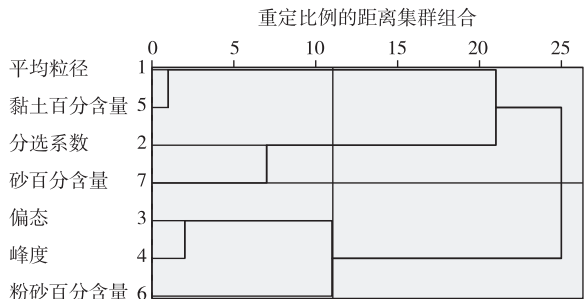 重定比例的距离集群组合
0 5 10 15 20 25
平均粒径 1
黏土百分含量 5
分选系数 2
砂百分含量 7
偏态 3
峰度 4
粉砂百分含量 6